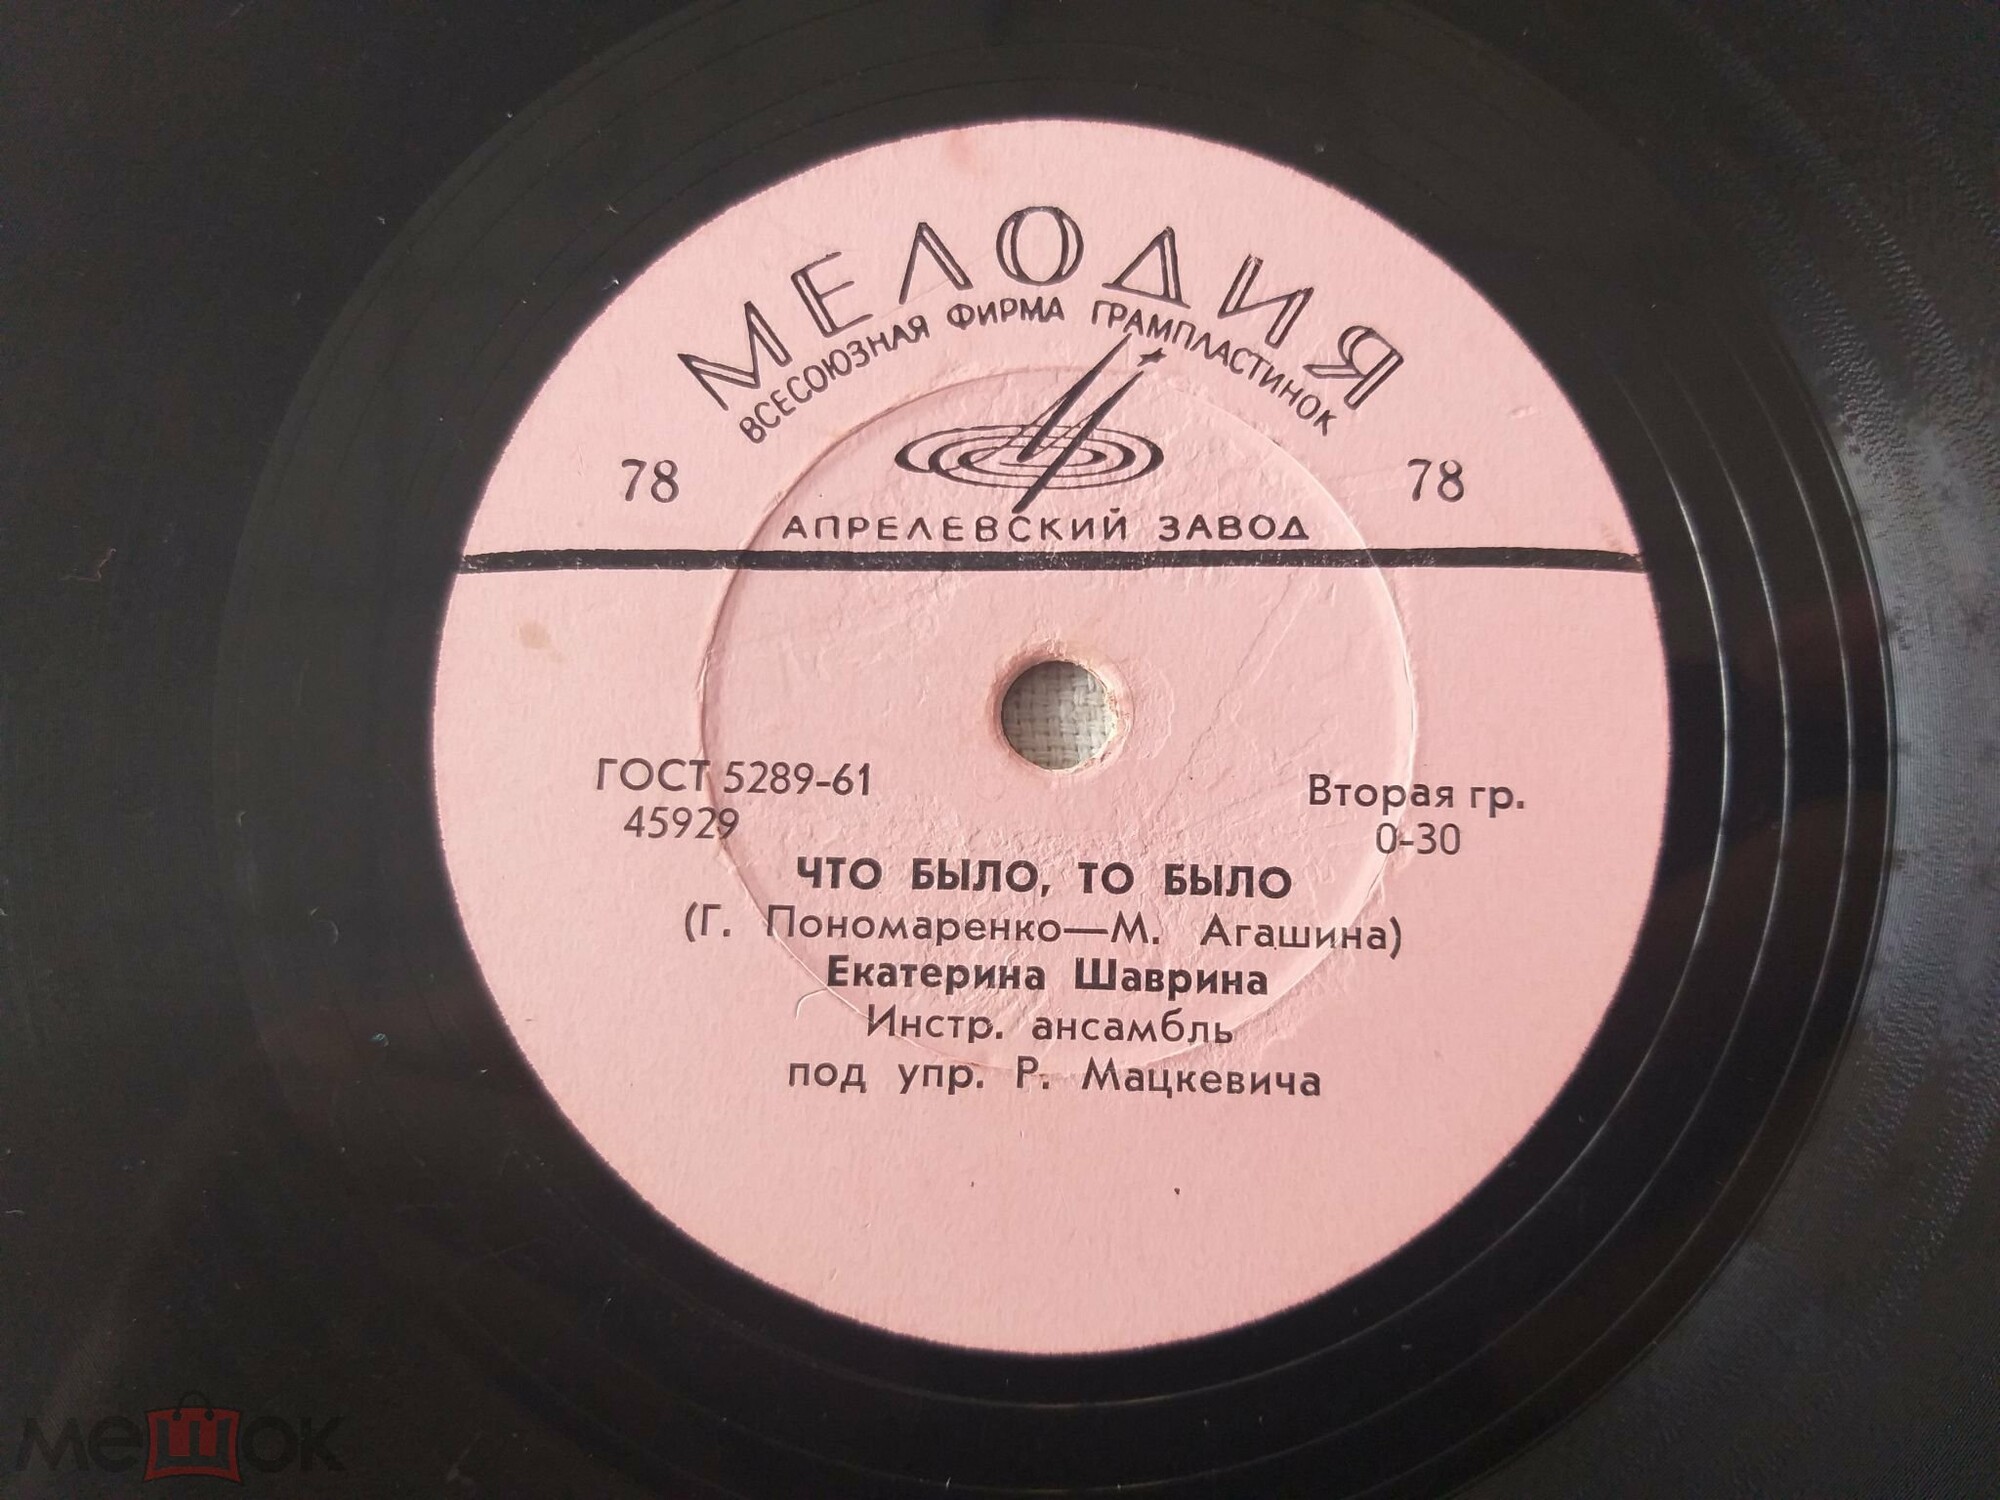 МЕЛОДИЯ
ВСЕСОЮЗНАЯ ФИРМА ГРАМПЛАСТИНОК
78 78
АПРЕЛЕВСКИЙ ЗАВОД
ГОСТ 5289-61 Вторая гр.
45929 0-30
ЧТО БЫЛО, ТО БЫЛО
(Г. Пономаренко—М. Агашина)
Екатерина Шаврина
Инстр. ансамбль
под упр. Р. Мацкевича
мешок